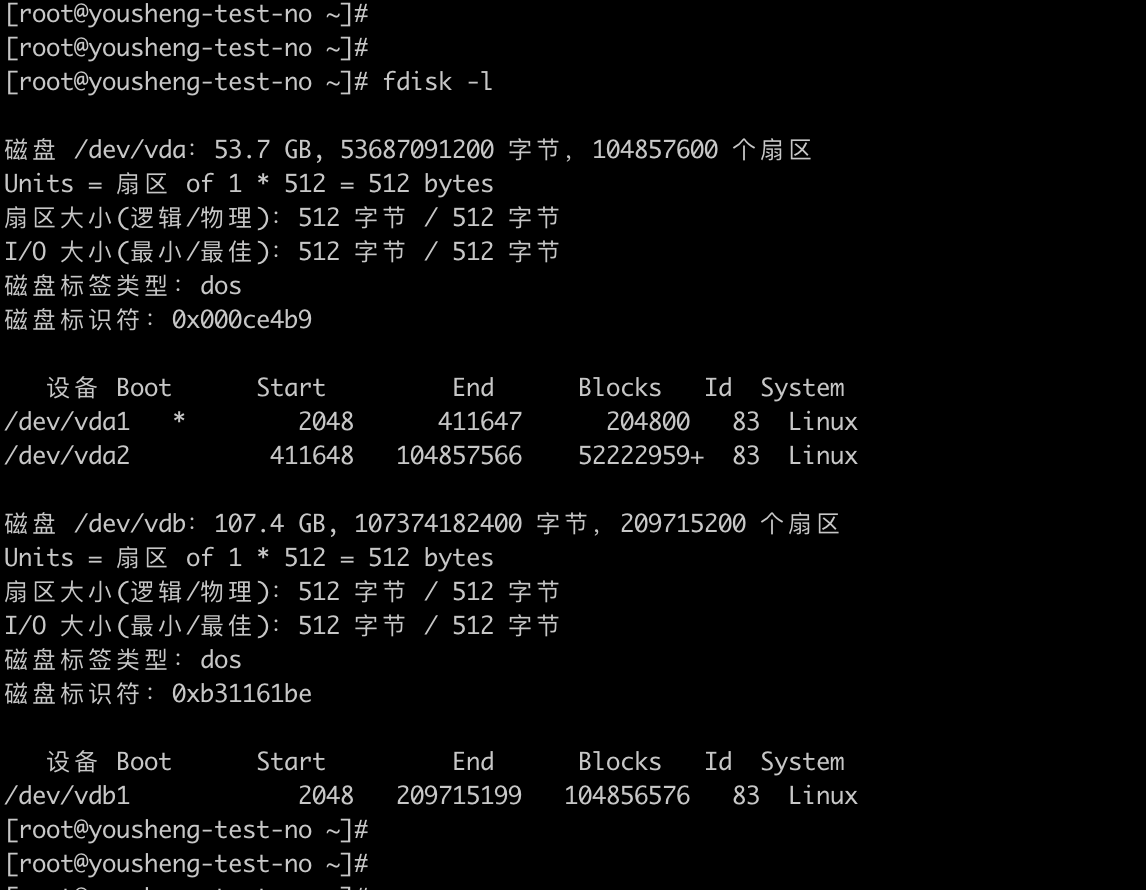 [root@yousheng-test-no ~]#
[root@yousheng-test-no ~]#
[root@yousheng-test-no ~]# fdisk -l
磁盘 /dev/vda: 53.7 GB, 53687091200 字节, 104857600 个扇区
Units = 扇区 of 1 * 512 = 512 bytes
扇区大小(逻辑/物理): 512 字节 / 512 字节
I/O 大小(最小/最佳): 512 字节 / 512 字节
磁盘标签类型: dos
磁盘标识符: 0x000ce4b9
   设备 Boot      Start         End      Blocks   Id  System
/dev/vda1   *        2048      411647      204800   83  Linux
/dev/vda2          411648   104857566    52222959+  83  Linux
磁盘 /dev/vdb: 107.4 GB, 107374182400 字节, 209715200 个扇区
Units = 扇区 of 1 * 512 = 512 bytes
扇区大小(逻辑/物理): 512 字节 / 512 字节
I/O 大小(最小/最佳): 512 字节 / 512 字节
磁盘标签类型: dos
磁盘标识符: 0xb31161be
   设备 Boot      Start         End      Blocks   Id  System
/dev/vdb1            2048   209715199   104856576   83  Linux
[root@yousheng-test-no ~]#
[root@yousheng-test-no ~]#